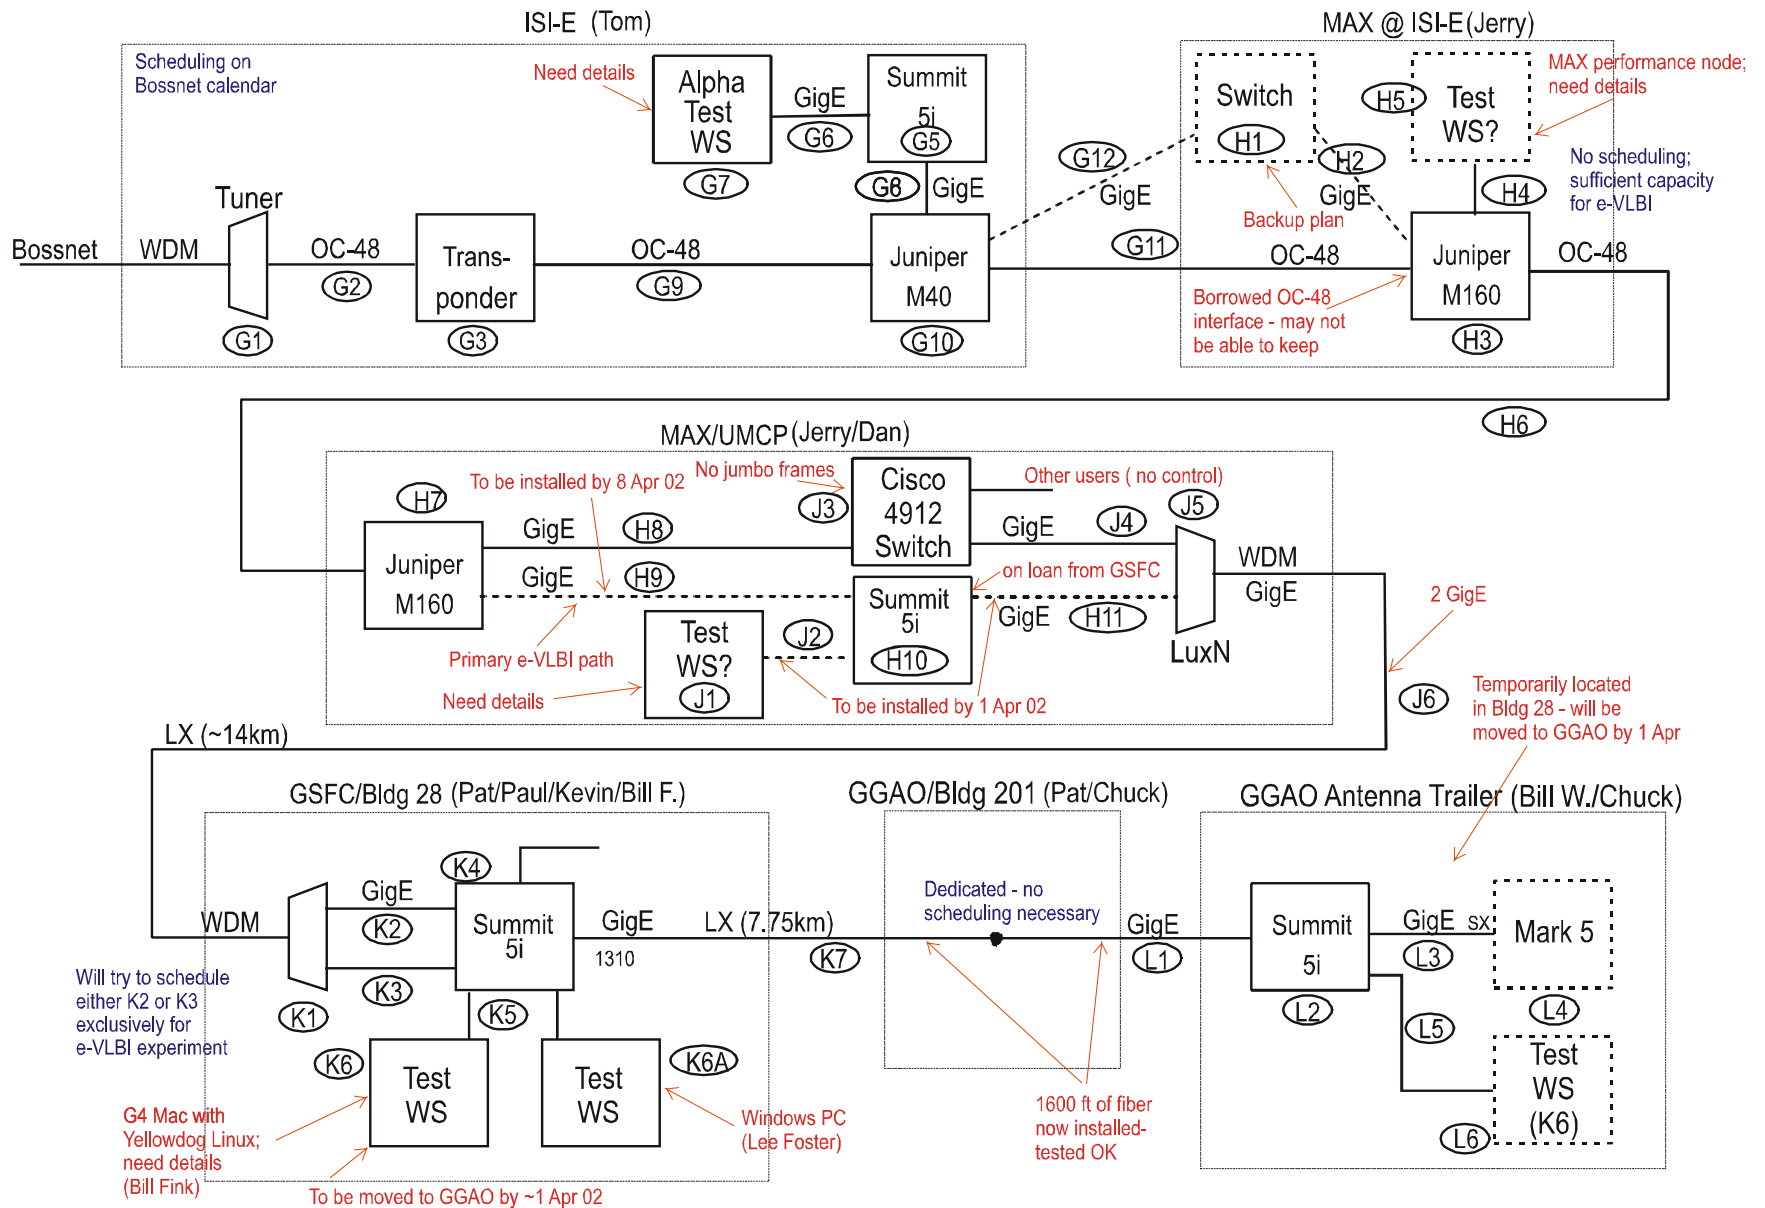 ISI-E (Tom)
MAX @ ISI-E(Jerry)
Scheduling on
Bossnet calendar
Need details
Alpha
Test
WS
G7
GigE
G6
Summit
5i
G5
G8
GigE
Tuner
Bossnet
WDM
G1
OC-48
G2
Trans-
ponder
G3
OC-48
G9
Juniper
M40
G10
G12
GigE
G11
OC-48
Switch
H1
Backup plan
H2
GigE
H5
Test
WS?
H4
MAX performance node;
need details
No scheduling;
sufficient capacity
for e-VLBI
Juniper
M160
H3
OC-48
Borrowed OC-48
interface - may not
be able to keep
H6
MAX/UMCP (Jerry/Dan)
To be installed by 8 Apr 02
No jumbo frames
J3
Cisco
4912
Switch
Other users ( no control)
J5
J4
GigE
H7
Juniper
M160
GigE
H8
GigE
H9
Primary e-VLBI path
Need details
Test
WS?
J1
J2
Summit
5i
H10
on loan from GSFC
GigE
H11
To be installed by 1 Apr 02
LuxN
WDM
GigE
2 GigE
J6
Temporarily located
in Bldg 28 - will be
moved to GGAO by 1 Apr
LX (~14km)
GSFC/Bldg 28 (Pat/Paul/Kevin/Bill F.)
GGAO/Bldg 201 (Pat/Chuck)
GGAO Antenna Trailer (Bill W./Chuck)
WDM
K1
GigE
K2
K3
K4
Summit
5i
K5
GigE
1310
LX (7.75km)
K7
Dedicated - no
scheduling necessary
GigE
L1
Summit
5i
L2
GigE
SX
L3
Mark 5
L4
L5
Test
WS
(K6)
L6
Will try to schedule
either K2 or K3
exclusively for
e-VLBI experiment
K6
Test
WS
Test
WS
K6A
G4 Mac with
Yellowdog Linux;
need details
(Bill Fink)
Windows PC
(Lee Foster)
To be moved to GGAO by ~1 Apr 02
1600 ft of fiber
now installed-
tested OK